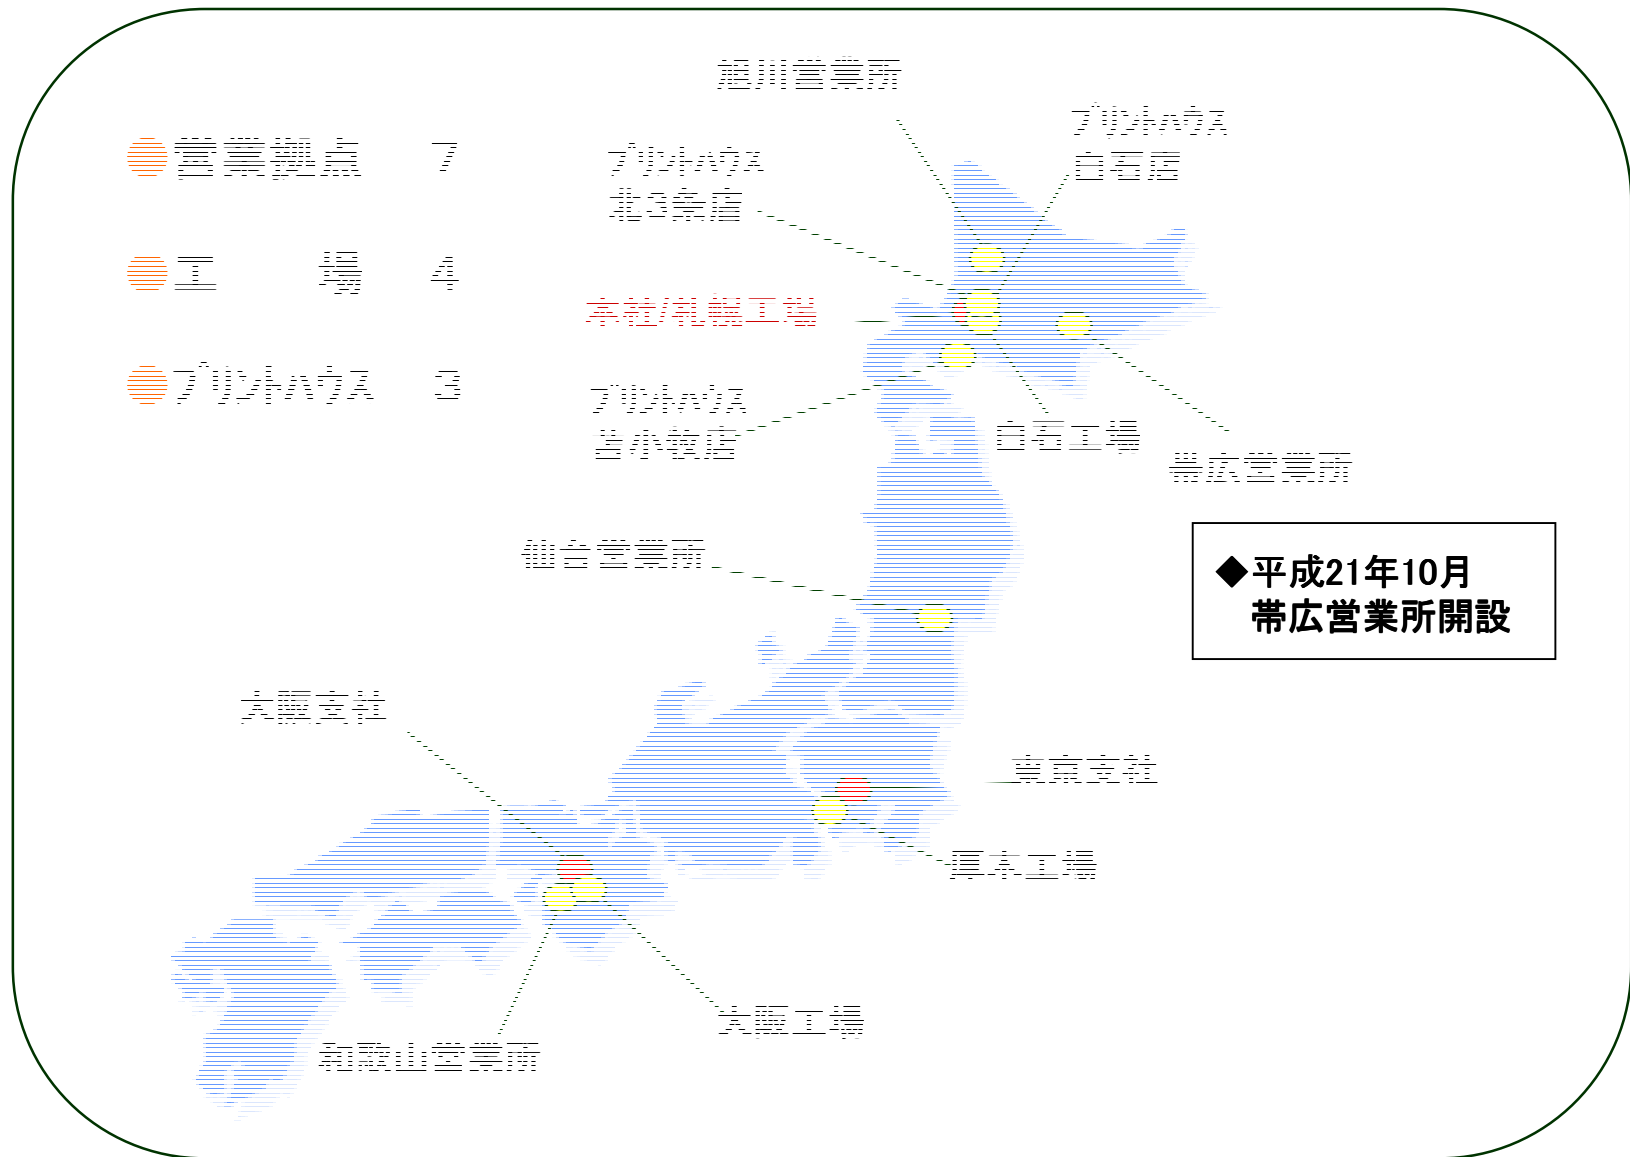 旭川営業所
プリントハウス
白石店
●営業拠点 7
プリントハウス
北3条店
●工 場 4
本社/札幌工場
●プリントハウス 3
プリントハウス
苫小牧店
白石工場
帯広営業所
仙台営業所
◆平成21年10月
帯広営業所開設
大阪支社
東京支社
厚木工場
大阪工場
和歌山営業所